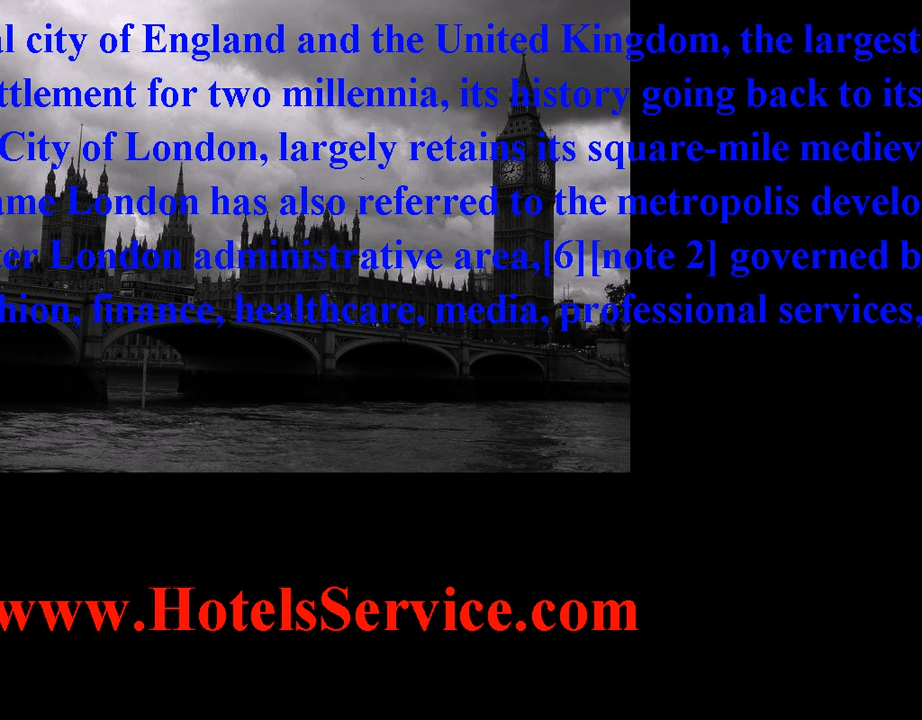 al city of England and the United Kingdom, the largest
ttlement for two millennia, its history going back to its
City of London, largely retains its square-mile mediev
ame London has also referred to the metropolis develo
ter London administrative area,[6][note 2] governed b
hion, finance, healthcare, media, professional services,
www.HotelsService.com